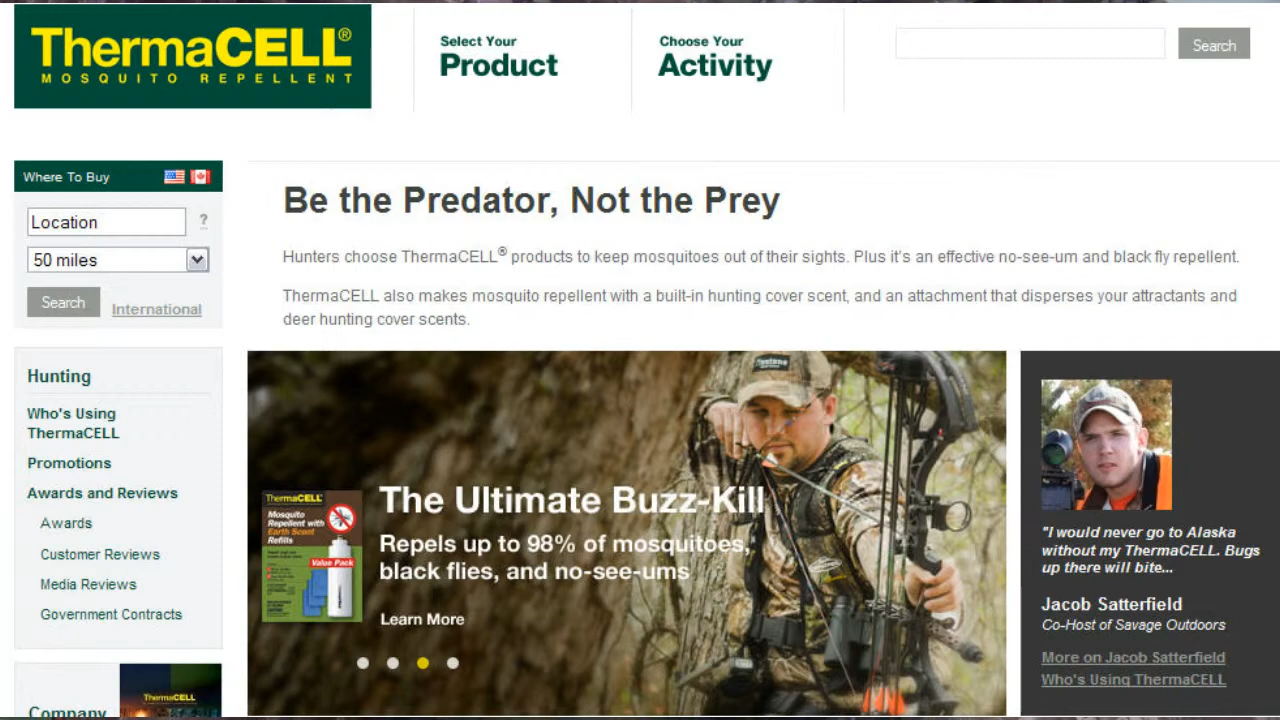 ThermaCELL®
MOSQUITO REPELLENT
Select Your
Product
Choose Your
Activity
Search
Where To Buy
Location
?
50 miles
Search
International
Hunting
Who's Using
ThermaCELL
Promotions
Awards and Reviews
Awards
Customer Reviews
Media Reviews
Government Contracts
Company
ThermaCELL
Be the Predator, Not the Prey
Hunters choose ThermaCELL® products to keep mosquitoes out of their sights. Plus it's an effective no-see-um and black fly repellent.
ThermaCELL also makes mosquito repellent with a built-in hunting cover scent, and an attachment that disperses your attractants and
deer hunting cover scents.
ThermaCELL
Mosquito
Repellent with
Earth Scent
Refills
Value Pack
The Ultimate Buzz-Kill
Repels up to 98% of mosquitoes,
black flies, and no-see-ums
Learn More
"I would never go to Alaska
without my ThermaCELL. Bugs
up there will bite...
Jacob Satterfield
Co-Host of Savage Outdoors
More on Jacob Satterfield
Who's Using ThermaCELL